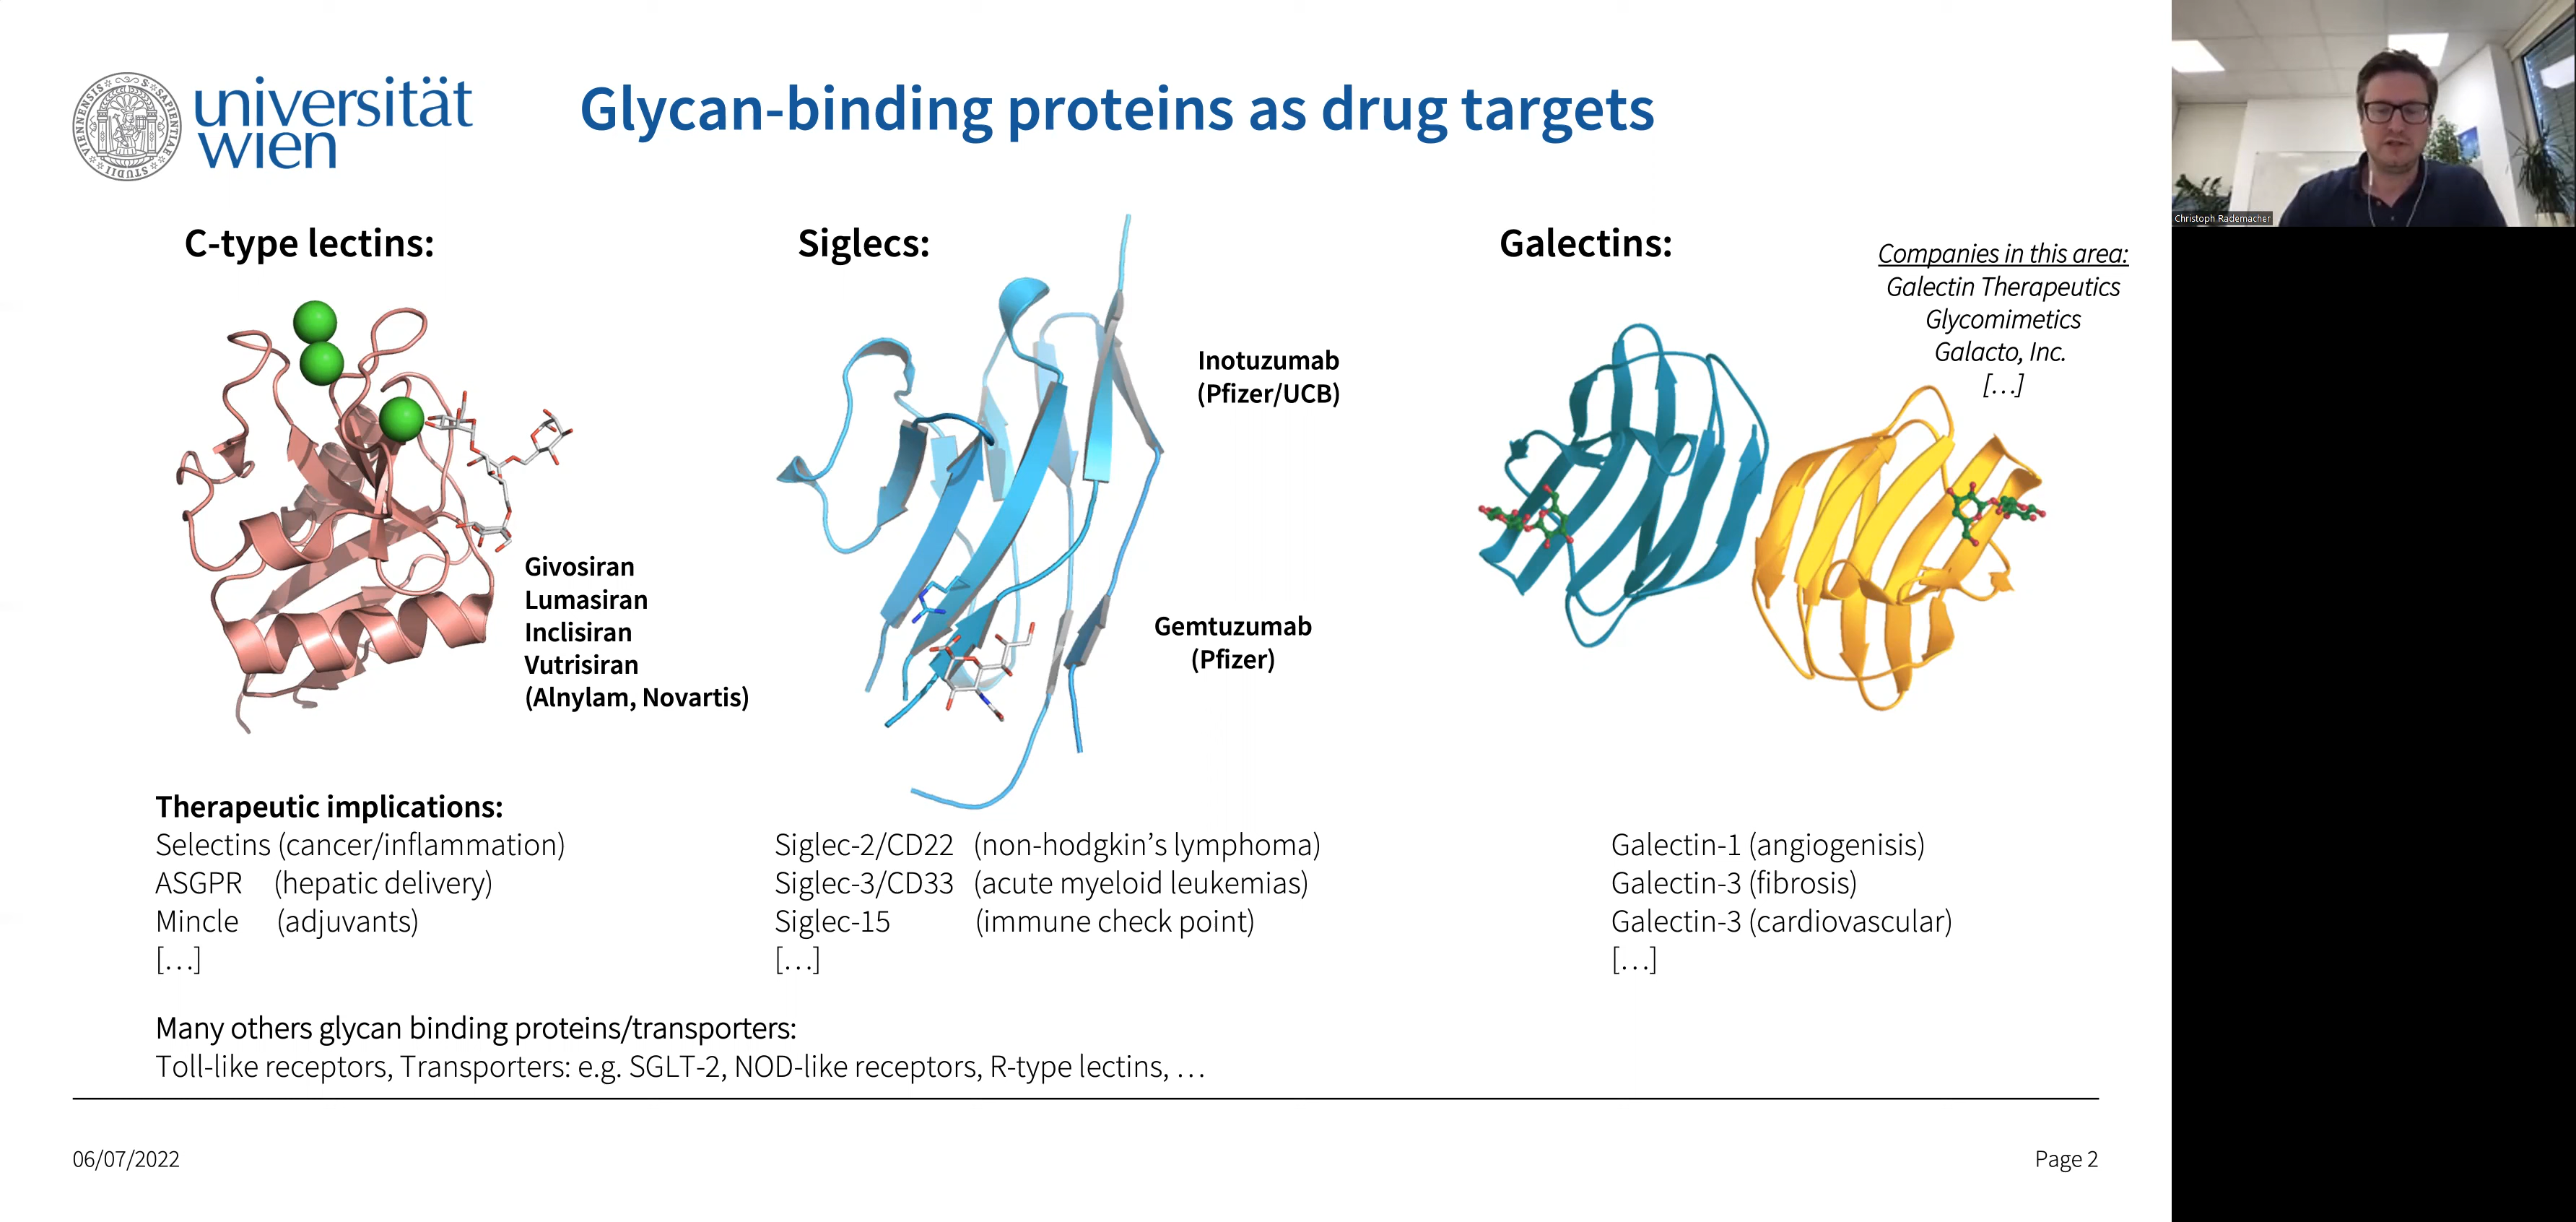 universität
wien
Glycan-binding proteins as drug targets
Christoph Rademacher
C-type lectins:
Givosiran
Lumasiran
Inclisiran
Vutrisiran
(Alnylam, Novartis)
Siglecs:
Inotuzumab
(Pfizer/UCB)
Gemtuzumab
(Pfizer)
Galectins:
Companies in this area:
Galectin Therapeutics
Glycomimetics
Galacto, Inc.
[…]
Therapeutic implications:
Selectins (cancer/inflammation)
ASGPR (hepatic delivery)
Mincle (adjuvants)
[…]
Siglec-2/CD22 (non-hodgkin’s lymphoma)
Siglec-3/CD33 (acute myeloid leukemias)
Siglec-15 (immune check point)
[…]
Galectin-1 (angiogenisis)
Galectin-3 (fibrosis)
Galectin-3 (cardiovascular)
[…]
Many others glycan binding proteins/transporters:
Toll-like receptors, Transporters: e.g. SGLT-2, NOD-like receptors, R-type lectins, …
06/07/2022
Page 2